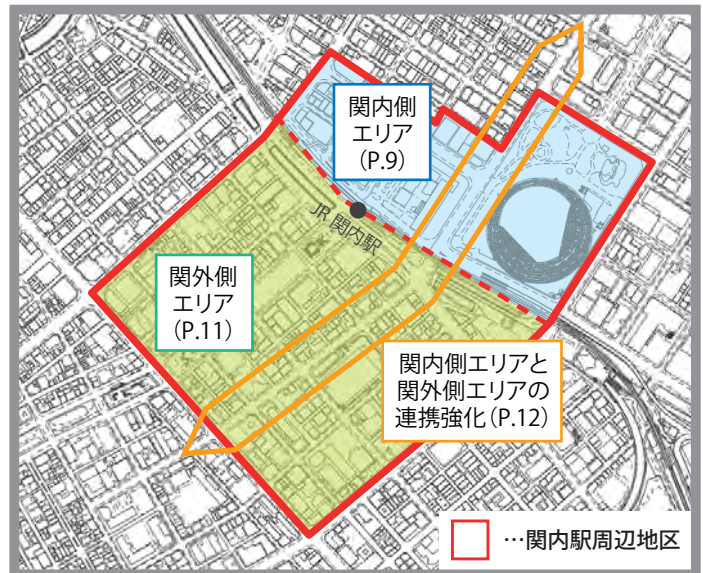 関内側
エリア
(P.9)
JR 関内駅
関外側
エリア
(P.11)
関内側エリアと
関外側エリアの
連携強化(P.12)
…関内駅周辺地区